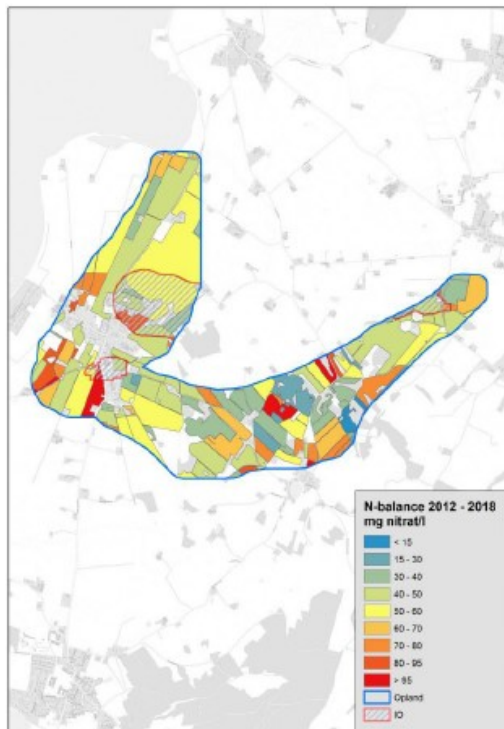 N-balance 2012 - 2018
mg nitrat/l
< 15
15 - 30
30 - 40
40 - 50
50 - 60
60 - 70
70 - 80
80 - 95
> 95
Opland
IO